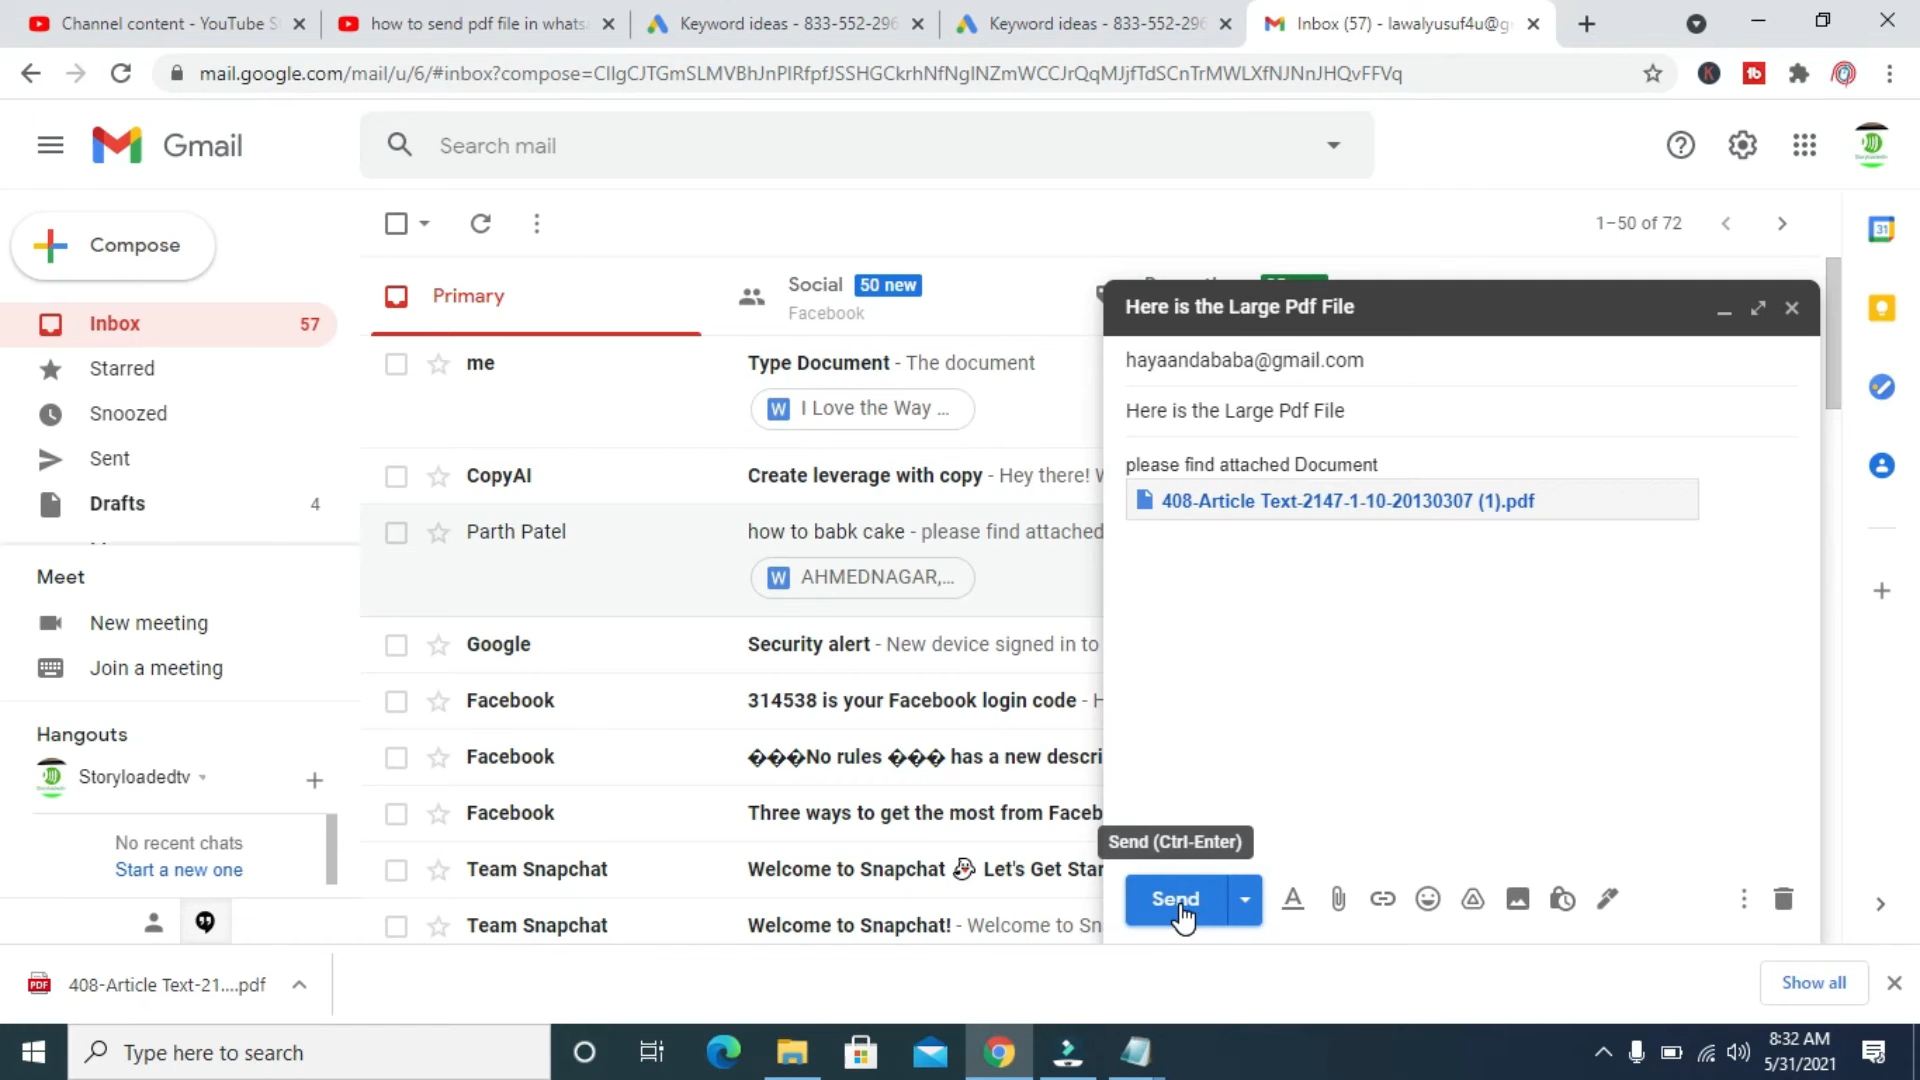 Channel content - YouTube S
how to send pdf file in whats
Keyword ideas - 833-552-296
Keyword ideas - 833-552-296
Inbox (57) - lawalyusuf4u@g
mail.google.com/mail/u/6/#inbox?compose=CllgCJTGmSLMVBhJnPlRfpfJSSHGCkrhNfNglNZmWCCJrQqMJjfTdSCnTrMWLXfNJNnJHQvFFVq
Gmail
Search mail
Compose
1–50 of 72
Inbox 57
Starred
Snoozed
Sent
Drafts 4
Meet
New meeting
Join a meeting
Hangouts
Storyloadedtv
No recent chats
Start a new one
Primary
Social 50 new
Facebook
me Type Document - The document
W I Love the Way ...
CopyAI Create leverage with copy - Hey there!
Parth Patel how to babk cake - please find attached
W AHMEDNAGAR,...
Google Security alert - New device signed in to
Facebook 314538 is your Facebook login code -
Facebook ���No rules ��� has a new descri
Facebook Three ways to get the most from Faceb
Team Snapchat Welcome to Snapchat 👻 Let's Get Star
Team Snapchat Welcome to Snapchat! - Welcome to Sn
Here is the Large Pdf File
hayaandababa@gmail.com
Here is the Large Pdf File
please find attached Document
408-Article Text-2147-1-10-20130307 (1).pdf
Send (Ctrl-Enter)
Send
31
PDF 408-Article Text-21....pdf
Show all
Type here to search
8:32 AM
5/31/2021